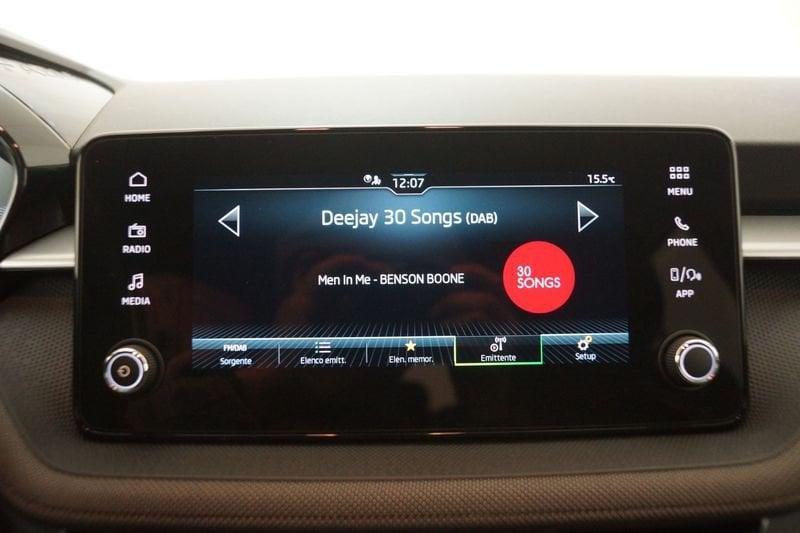 12:07
15.5°C
HOME
RADIO
MEDIA
Deejay 30 Songs (DAB)
Men In Me - BENSON BOONE
30
SONGS
FM/DAB
Sorgente
Elenco emitt.
Elen. memor.
Emittente
Setup
MENU
PHONE
APP